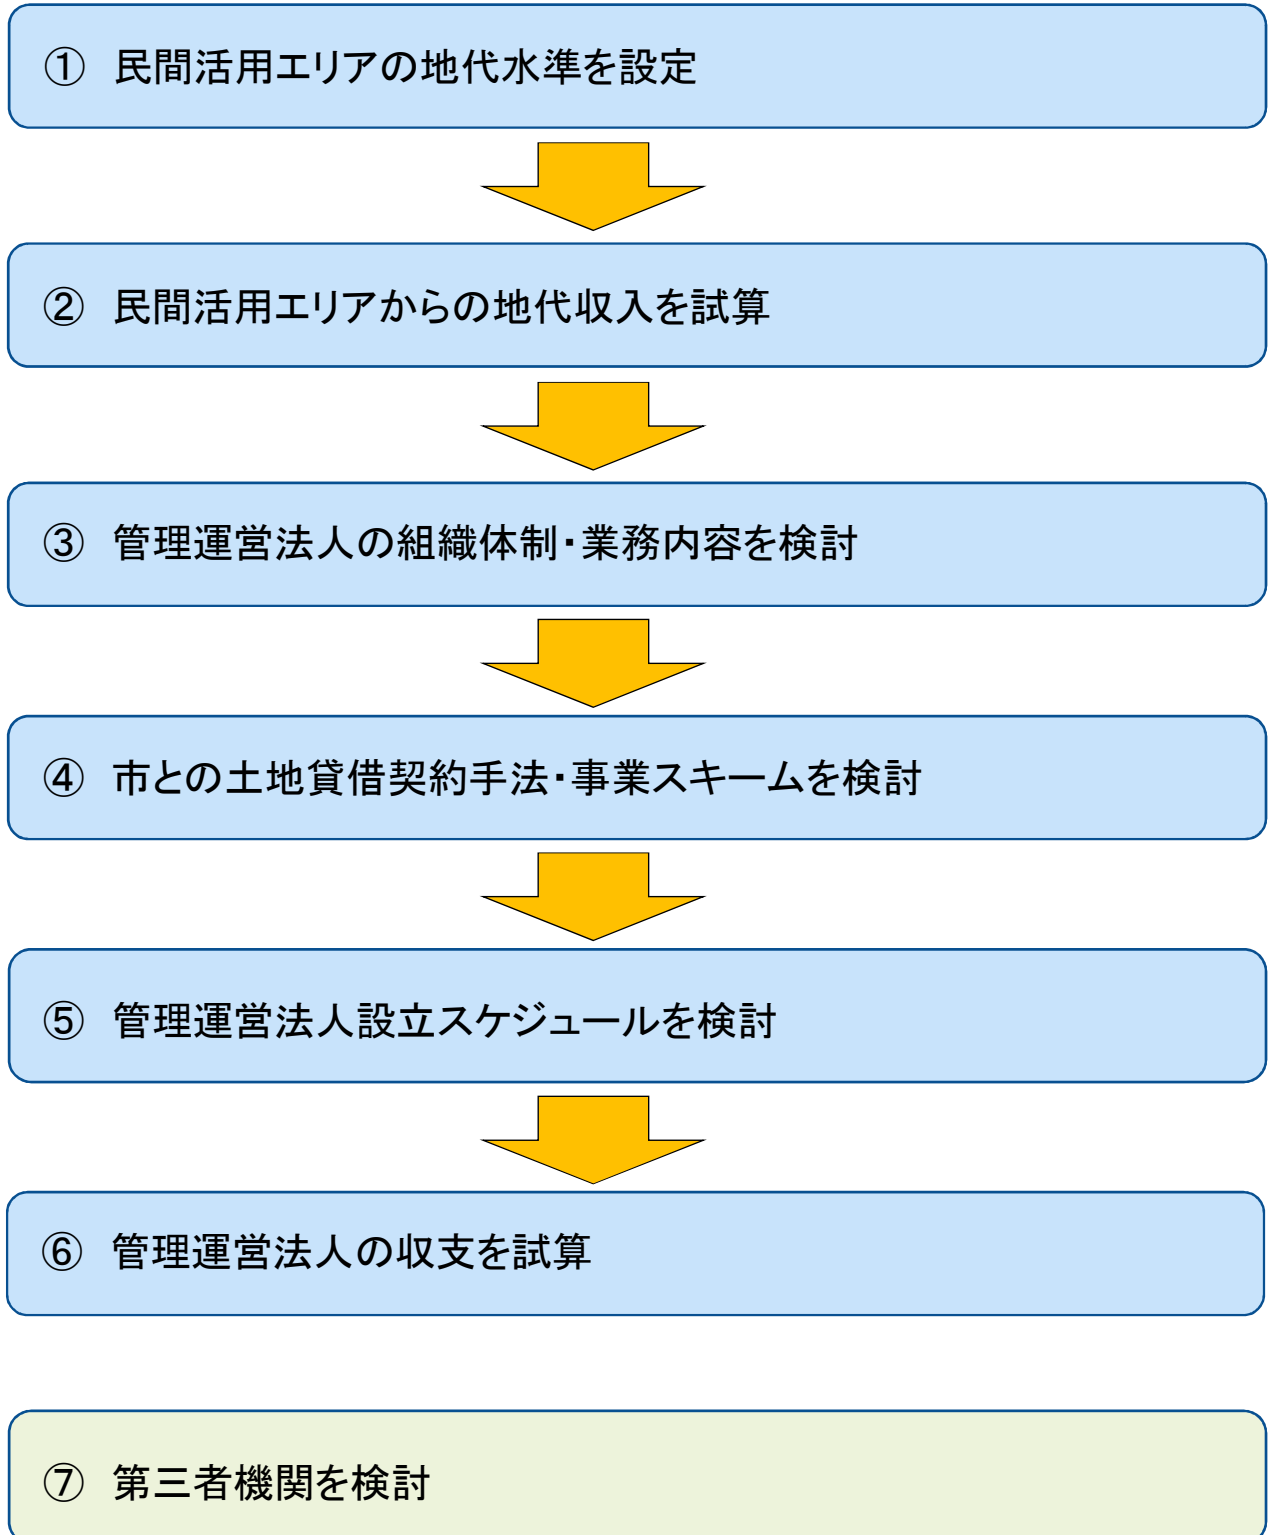 ① 民間活用エリアの地代水準を設定
② 民間活用エリアからの地代収入を試算
③ 管理運営法人の組織体制・業務内容を検討
④ 市との土地貸借契約手法・事業スキームを検討
⑤ 管理運営法人設立スケジュールを検討
⑥ 管理運営法人の収支を試算
⑦ 第三者機関を検討